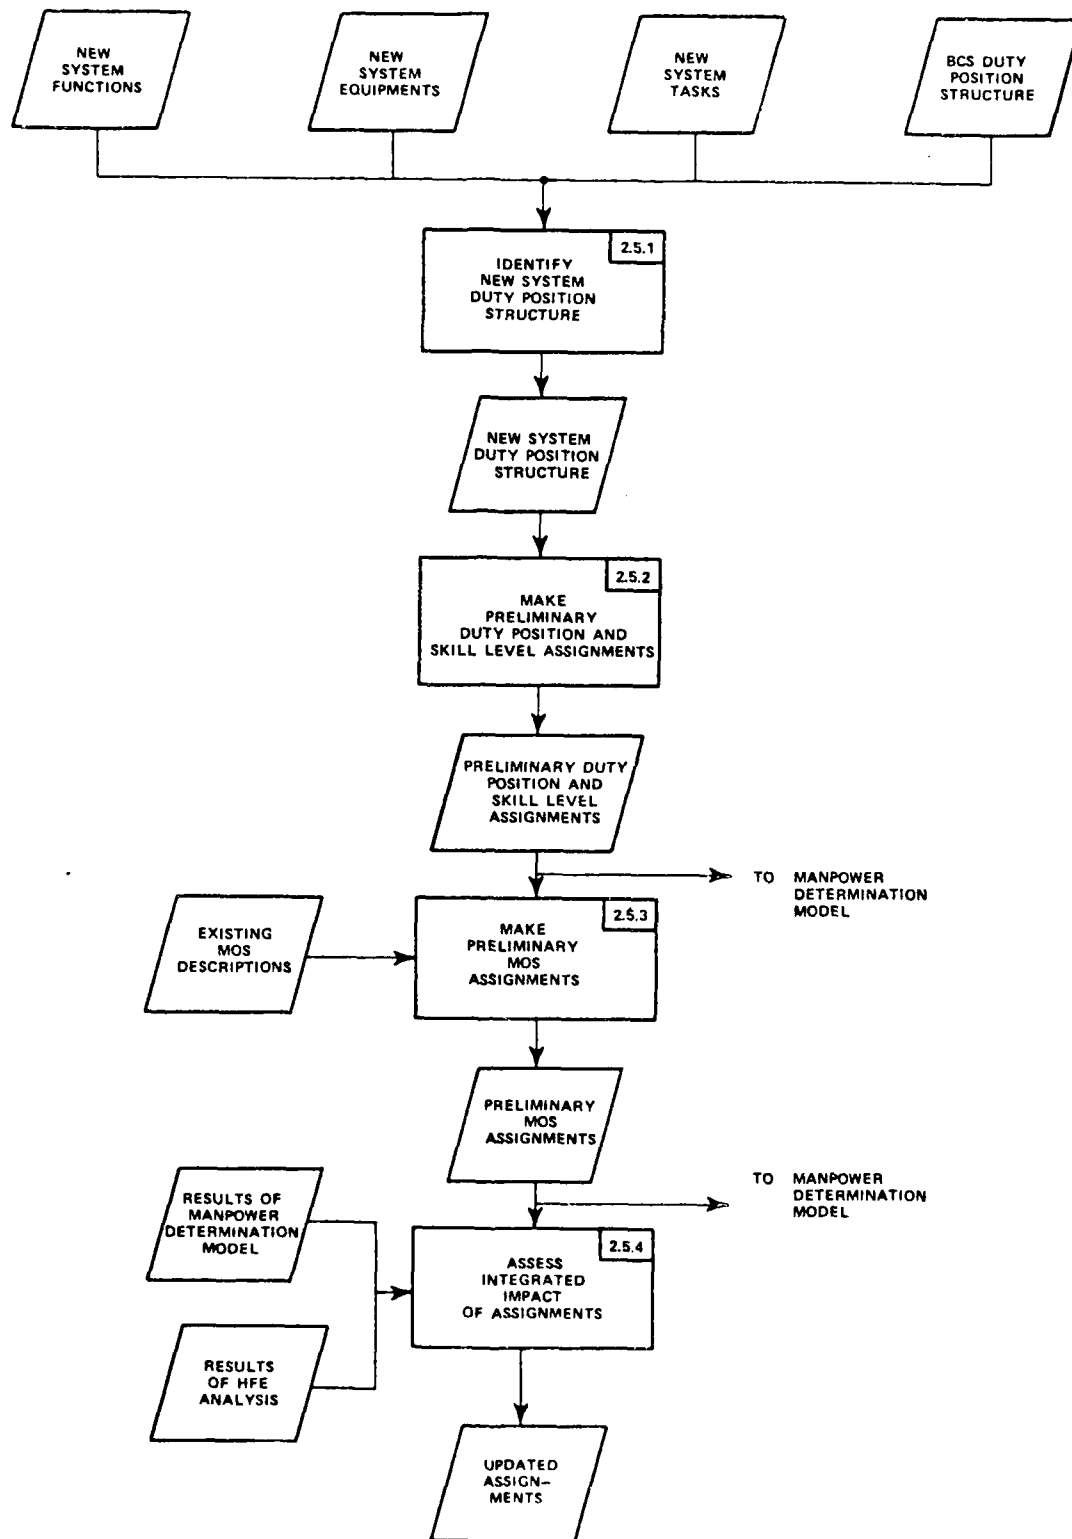 NEW
SYSTEM
FUNCTIONS
NEW
SYSTEM
EQUIPMENTS
NEW
SYSTEM
TASKS
BCS DUTY
POSITION
STRUCTURE
2.5.1
IDENTIFY
NEW SYSTEM
DUTY POSITION
STRUCTURE
NEW SYSTEM
DUTY POSITION
STRUCTURE
2.5.2
MAKE
PRELIMINARY
DUTY POSITION AND
SKILL LEVEL ASSIGNMENTS
PRELIMINARY DUTY
POSITION AND
SKILL LEVEL
ASSIGNMENTS
TO MANPOWER
DETERMINATION
MODEL
EXISTING
MOS
DESCRIPTIONS
2.5.3
MAKE
PRELIMINARY
MOS
ASSIGNMENTS
PRELIMINARY
MOS
ASSIGNMENTS
TO MANPOWER
DETERMINATION
MODEL
RESULTS OF
MANPOWER
DETERMINATION
MODEL
2.5.4
ASSESS
INTEGRATED
IMPACT
OF ASSIGNMENTS
RESULTS
OF HFE
ANALYSIS
UPDATED
ASSIGN-
MENTS